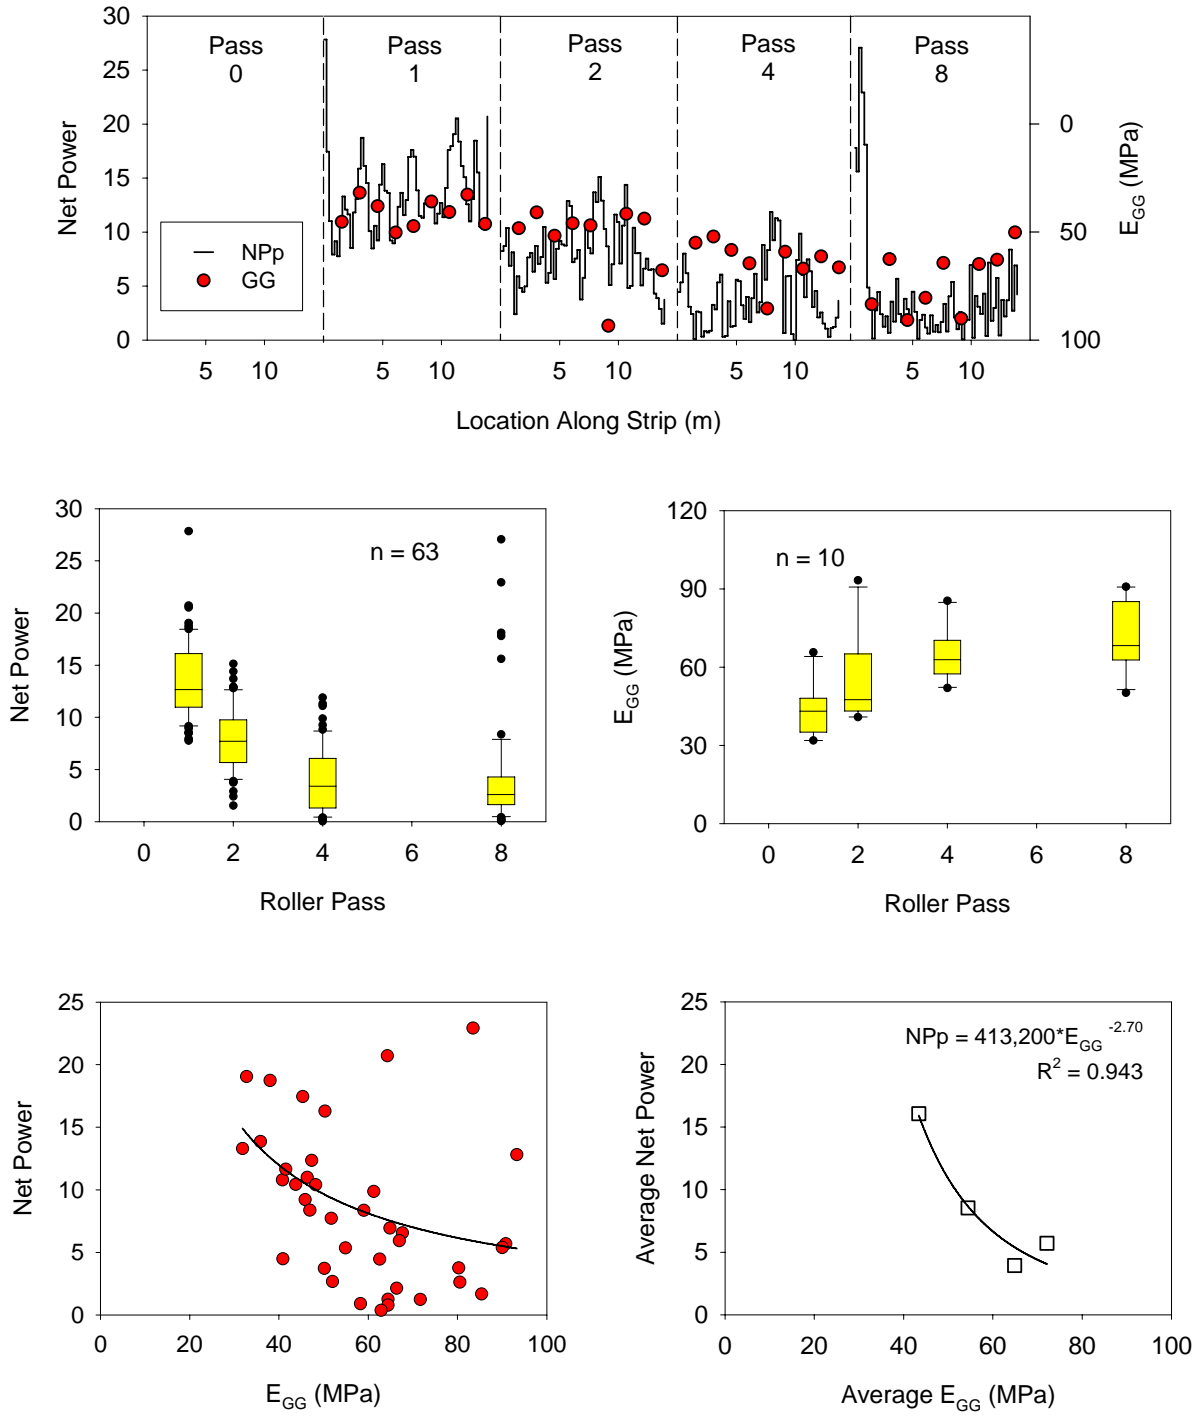 30
25
20
15
10
5
0
Net Power
Pass
0
Pass
1
Pass
2
Pass
4
Pass
8
NPp
GG
0
50
100
E_GG (MPa)
5 10 5 10 5 10 5 10 5 10
Location Along Strip (m)
30
25
20
15
10
5
0
Net Power
n = 63
0 2 4 6 8
Roller Pass
120
90
60
30
0
E_GG (MPa)
n = 10
0 2 4 6 8
Roller Pass
25
20
15
10
5
0
Net Power
0 20 40 60 80 100
E_GG (MPa)
25
20
15
10
5
0
Average Net Power
NPp = 413,200*E_GG^-2.70
R² = 0.943
0 20 40 60 80 100
Average E_GG (MPa)